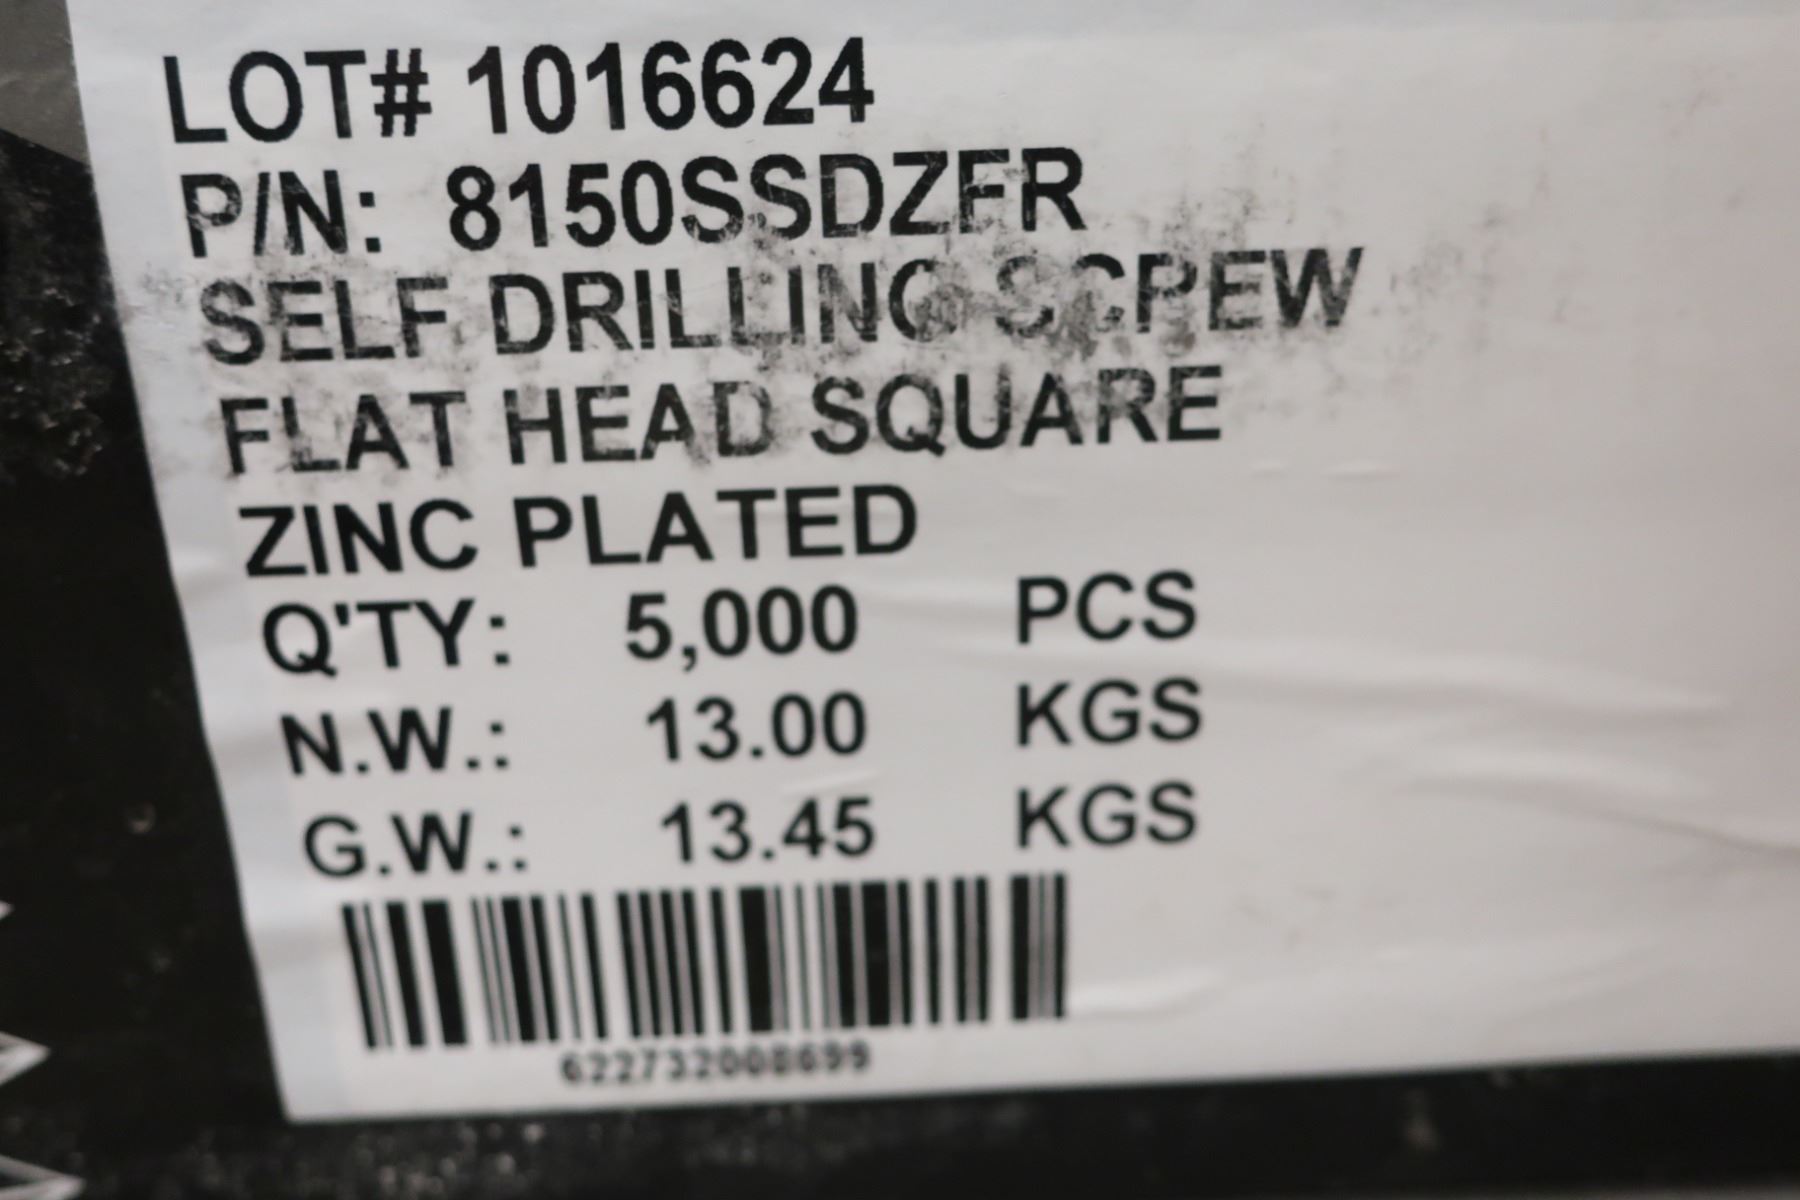 LOT# 1016624
P/N: 8150SSDZFR
SELF DRILLING SCREW
FLAT HEAD SQUARE
ZINC PLATED
Q'TY: 5,000 PCS
N.W.: 13.00 KGS
G.W.: 13.45 KGS
622732008699